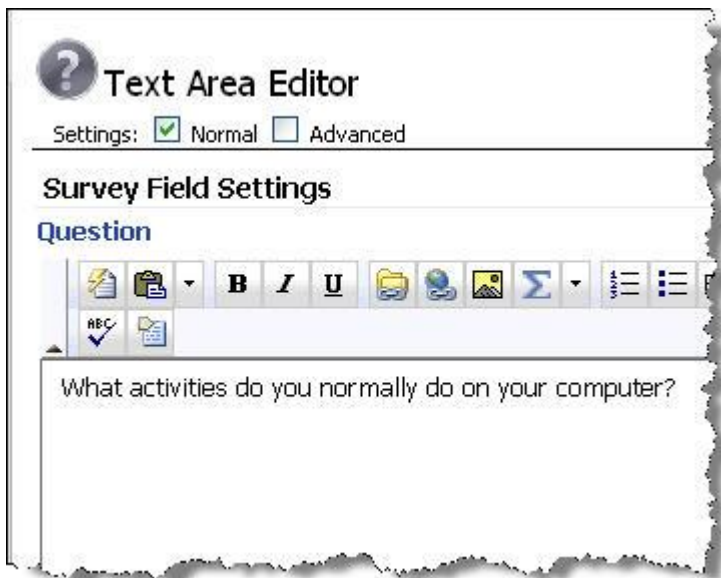 Text Area Editor
Settings: Normal Advanced
Survey Field Settings
Question
B I U Σ
ABC
What activities do you normally do on your computer?